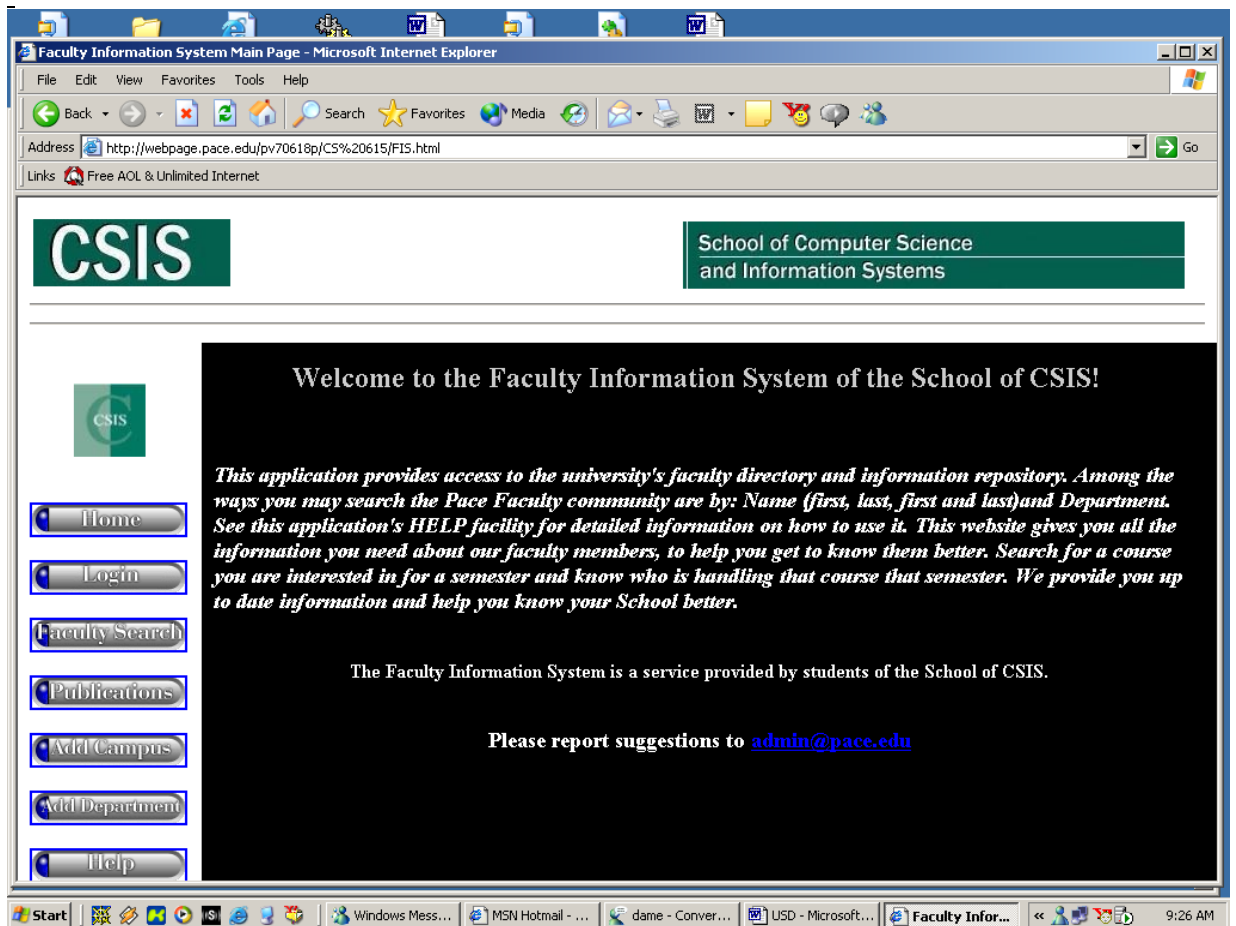 Faculty Information System Main Page - Microsoft Internet Explorer
File Edit View Favorites Tools Help
Back Search Favorites Media
Address http://webpage.pace.edu/pv70618p/CS%20615/FIS.html Go
Links Free AOL & Unlimited Internet
CSIS
School of Computer Science
and Information Systems
Welcome to the Faculty Information System of the School of CSIS!
CSIS
This application provides access to the university's faculty directory and information repository. Among the
ways you may search the Pace Faculty community are by: Name (first, last, first and last)and Department.
See this application's HELP facility for detailed information on how to use it. This website gives you all the
information you need about our faculty members, to help you get to know them better. Search for a course
you are interested in for a semester and know who is handling that course that semester. We provide you up
to date information and help you know your School better.
Home
Login
Faculty Search
Publications
Add Campus
Add Department
Help
The Faculty Information System is a service provided by students of the School of CSIS.
Please report suggestions to admin@pace.edu
Start Windows Mess... MSN Hotmail - ... dame - Conver... USD - Microsoft... Faculty Infor... « 9:26 AM